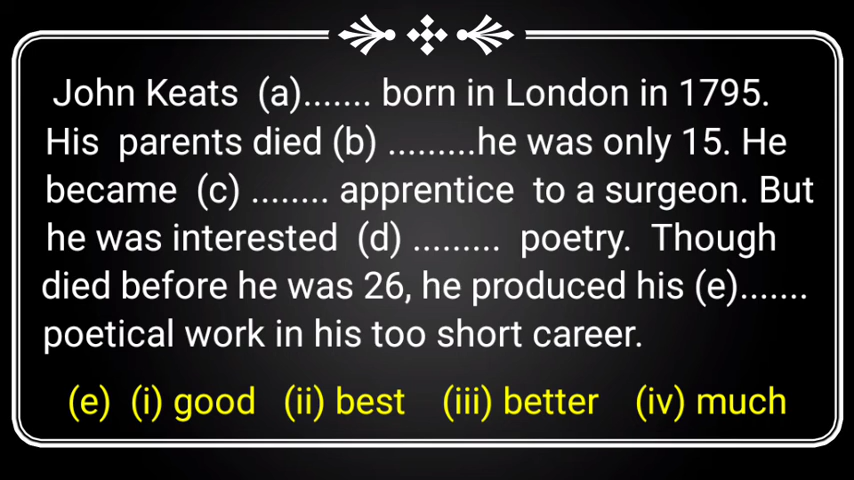 John Keats (a)....... born in London in 1795.
His parents died (b) .........he was only 15. He
became (c) ........ apprentice to a surgeon. But
he was interested (d) ......... poetry. Though
died before he was 26, he produced his (e).......
poetical work in his too short career.
(e) (i) good (ii) best (iii) better (iv) much